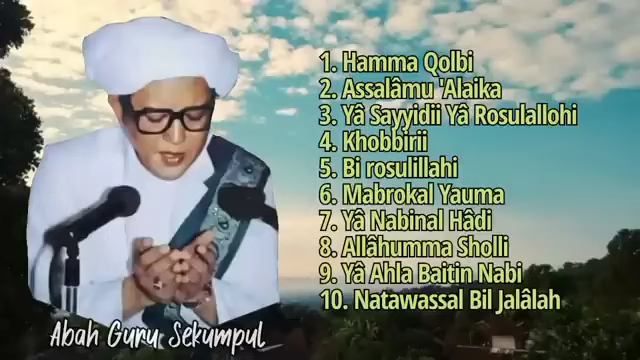 1. Hamma Qolbi
2. Assalâmu 'Alaika
3. Yâ Sayyidii Yâ Rosulallohi
4. Khobbirii
5. Bi rosulillahi
6. Mabrokal Yauma
7. Yâ Nabinal Hâdi
8. Allâhumma Sholli
9. Yâ Ahla Baitin Nabi
10. Natawassal Bil Jalâlah
Abah Guru Sekumpul